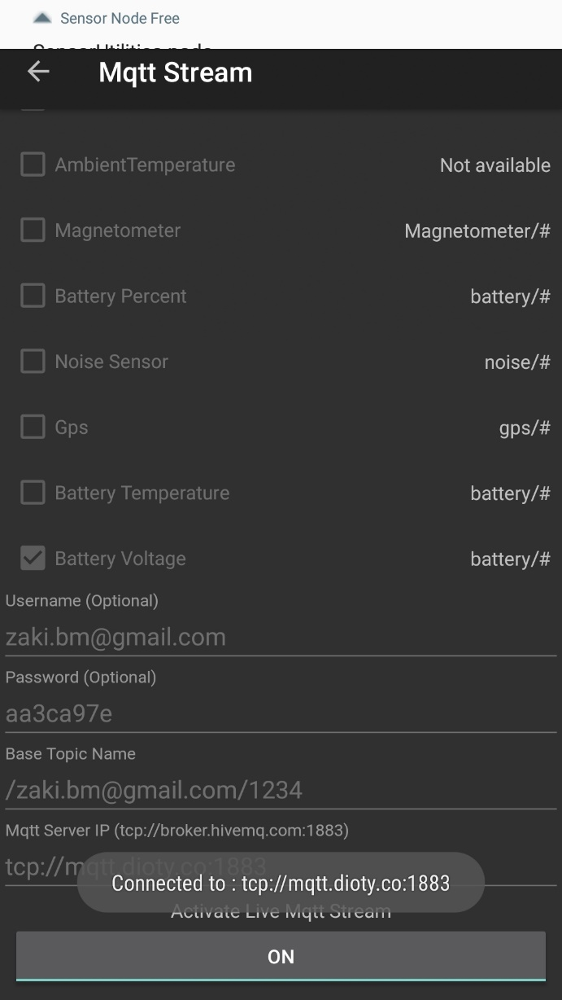 Sensor Node Free
SensorUtilities node
Mqtt Stream
AmbientTemperature Not available
Magnetometer Magnetometer/#
Battery Percent battery/#
Noise Sensor noise/#
Gps gps/#
Battery Temperature battery/#
Battery Voltage battery/#
Username (Optional)
zaki.bm@gmail.com
Password (Optional)
aa3ca97e
Base Topic Name
/zaki.bm@gmail.com/1234
Mqtt Server IP (tcp://broker.hivemq.com:1883)
tcp://mqtt.dioty.co:1883
Connected to : tcp://mqtt.dioty.co:1883
Activate Live Mqtt Stream
ON